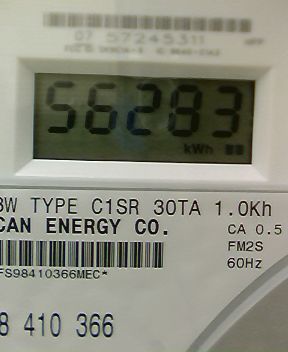 07 57245311
56283
kWh
3W TYPE C1SR 30TA 1.0Kh
CAN ENERGY CO.
CA 0.5
FM2S
60Hz
FS98410366MEC*
8 410 366